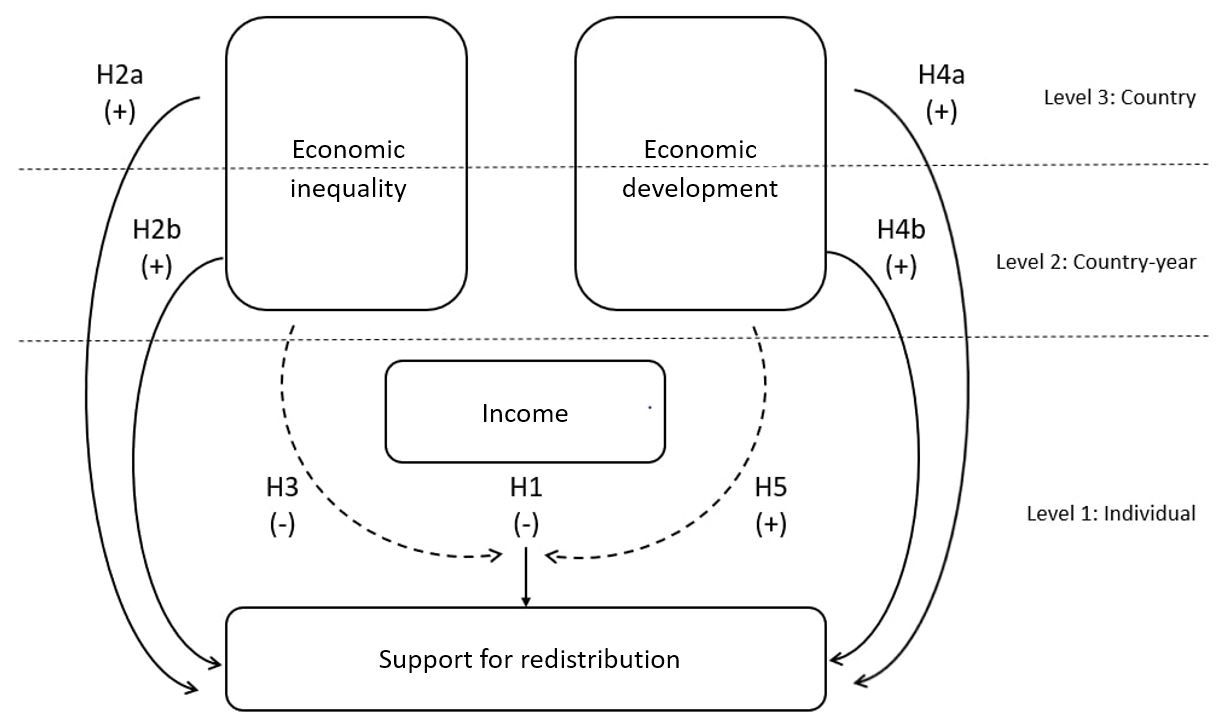 H2a
(+)
H4a
(+)
Level 3: Country
Economic
inequality
Economic
development
H2b
(+)
H4b
(+)
Level 2: Country-year
Income
H3
(-)
H1
(-)
H5
(+)
Level 1: Individual
Support for redistribution